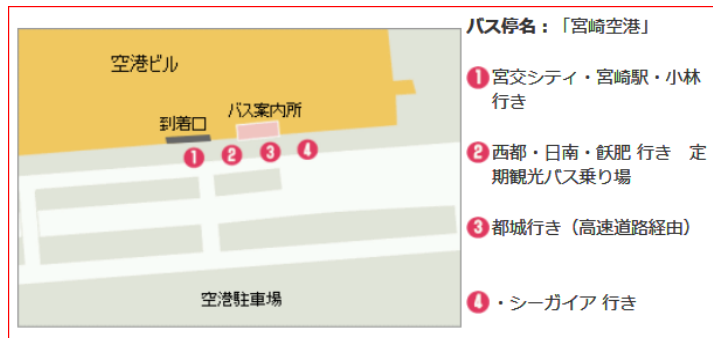 空港ビル
到着口
バス案内所
1
2
3
4
空港駐車場
バス停名：「宮崎空港」
1 宮交シティ・宮崎駅・小林
行き
2 西都・日南・飫肥 行き　定
期観光バス乗り場
3 都城行き（高速道路経由）
4 ・シーガイア 行き